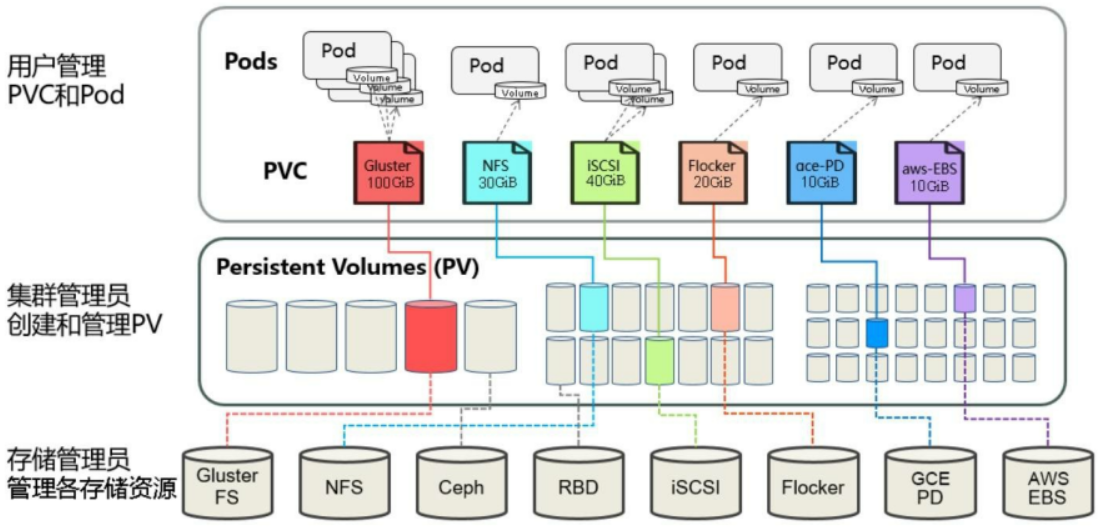 用户管理
PVC和Pod
Pods
Pod
Volume
Volume
Volume
Pod
Volume
Pod
Volume
Volume
Pod
Volume
Pod
Volume
Pod
Volume
PVC
Gluster
100GiB
NFS
30GiB
iSCSI
40GiB
Flocker
20GiB
gce-PD
10GiB
aws-EBS
10GiB
集群管理员
创建和管理PV
Persistent Volumes (PV)
存储管理员
管理各存储资源
Gluster
FS
NFS
Ceph
RBD
iSCSI
Flocker
GCE
PD
AWS
EBS